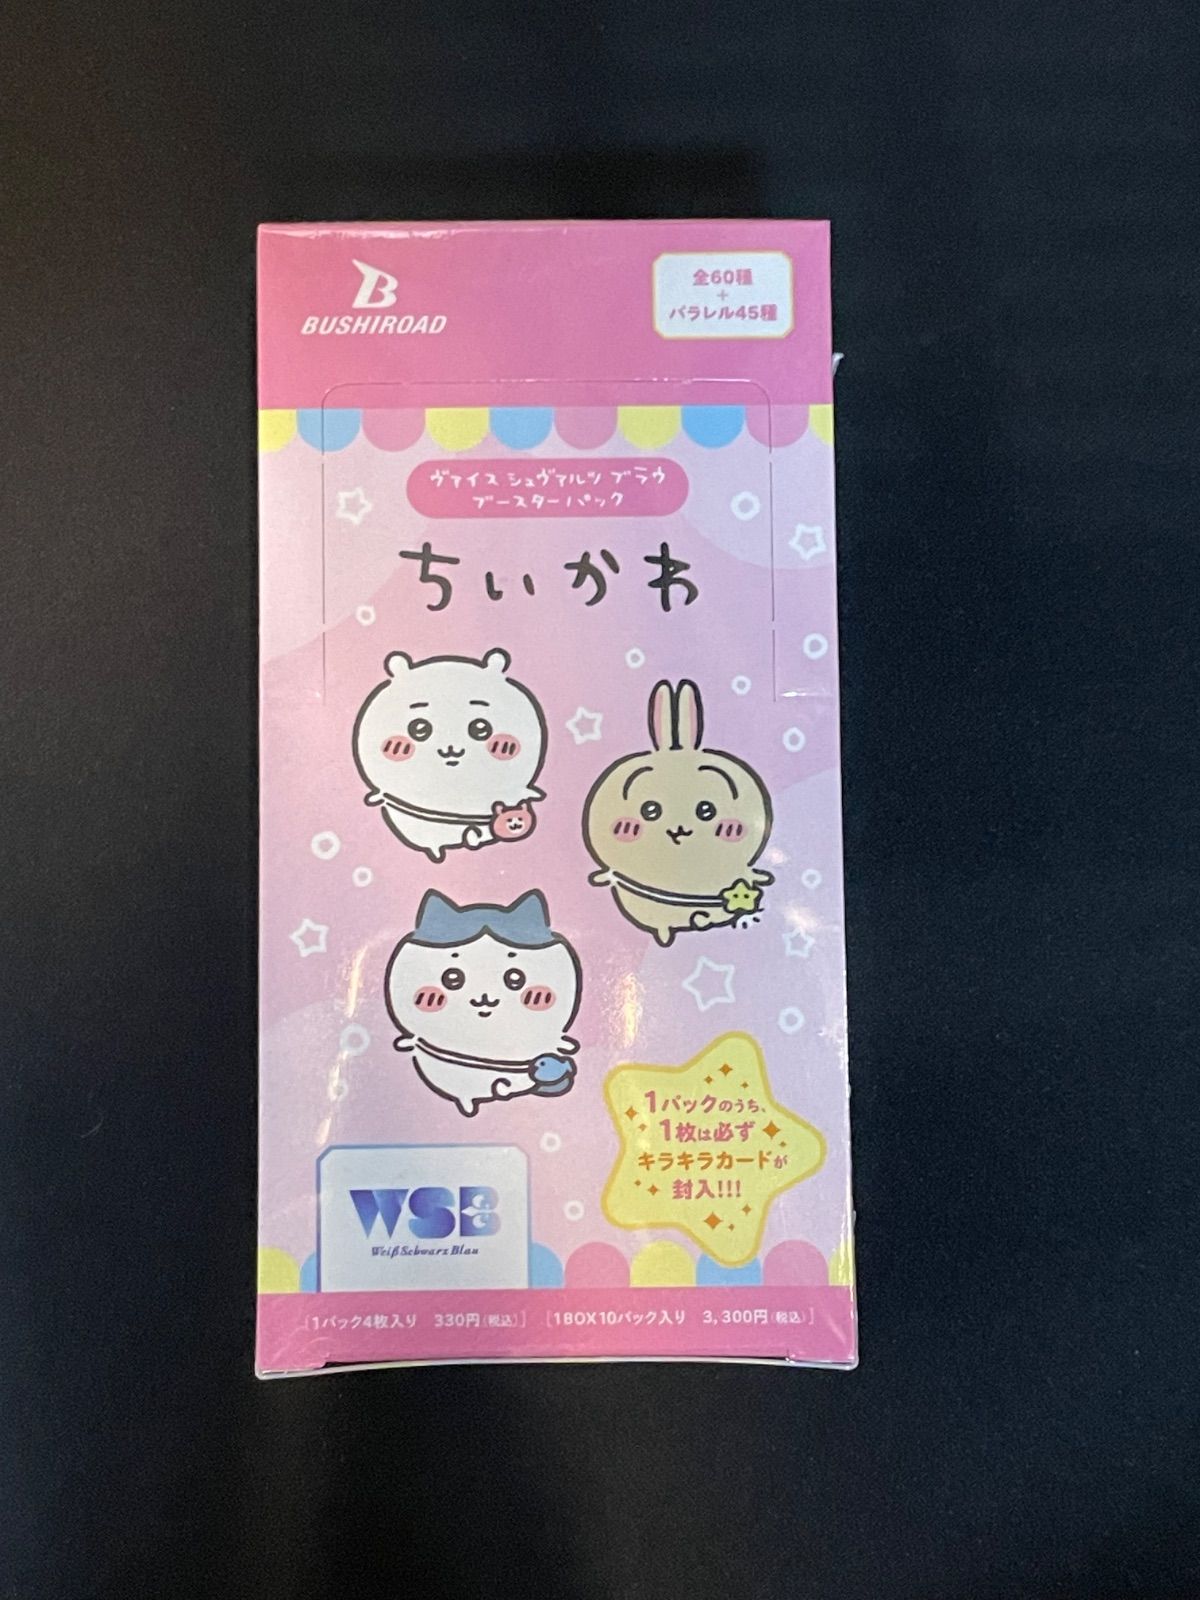 BUSHIROAD
全60種
+
パラレル45種
ヴァイス シュヴァルツ ブラウ
ブースターパック
ちいかわ
1パックのうち、
1枚は必ず
キラキラカードが
封入!!!
WSB
Weiß Schwarz Blau
[1パック4枚入り 330円(税込)] [1BOX10パック入り 3,300円(税込)]